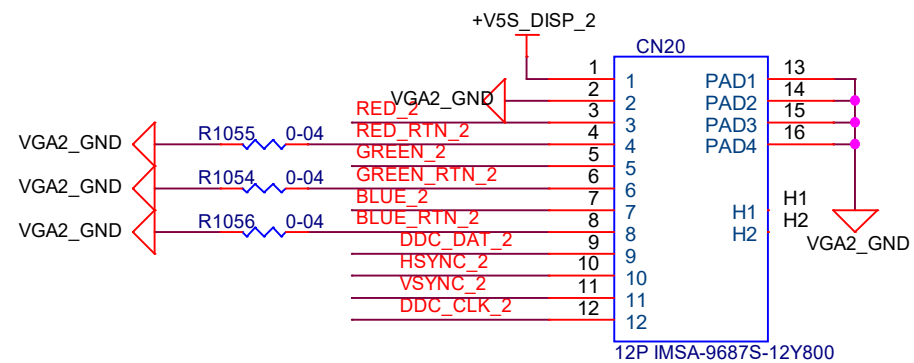 +V5S_DISP_2
CN20
1 1 PAD1 13
VGA2_GND 2 2 PAD2 14
RED_2 3 3 PAD3 15
VGA2_GND R1055 0-04 RED_RTN_2 4 4 PAD4 16
GREEN_2 5 5
VGA2_GND R1054 0-04 GREEN_RTN_2 6 6
BLUE_2 7 7 H1 H1
VGA2_GND R1056 0-04 BLUE_RTN_2 8 8 H2 H2
DDC_DAT_2 9 9 VGA2_GND
HSYNC_2 10 10
VSYNC_2 11 11
DDC_CLK_2 12 12
12P IMSA-9687S-12Y800